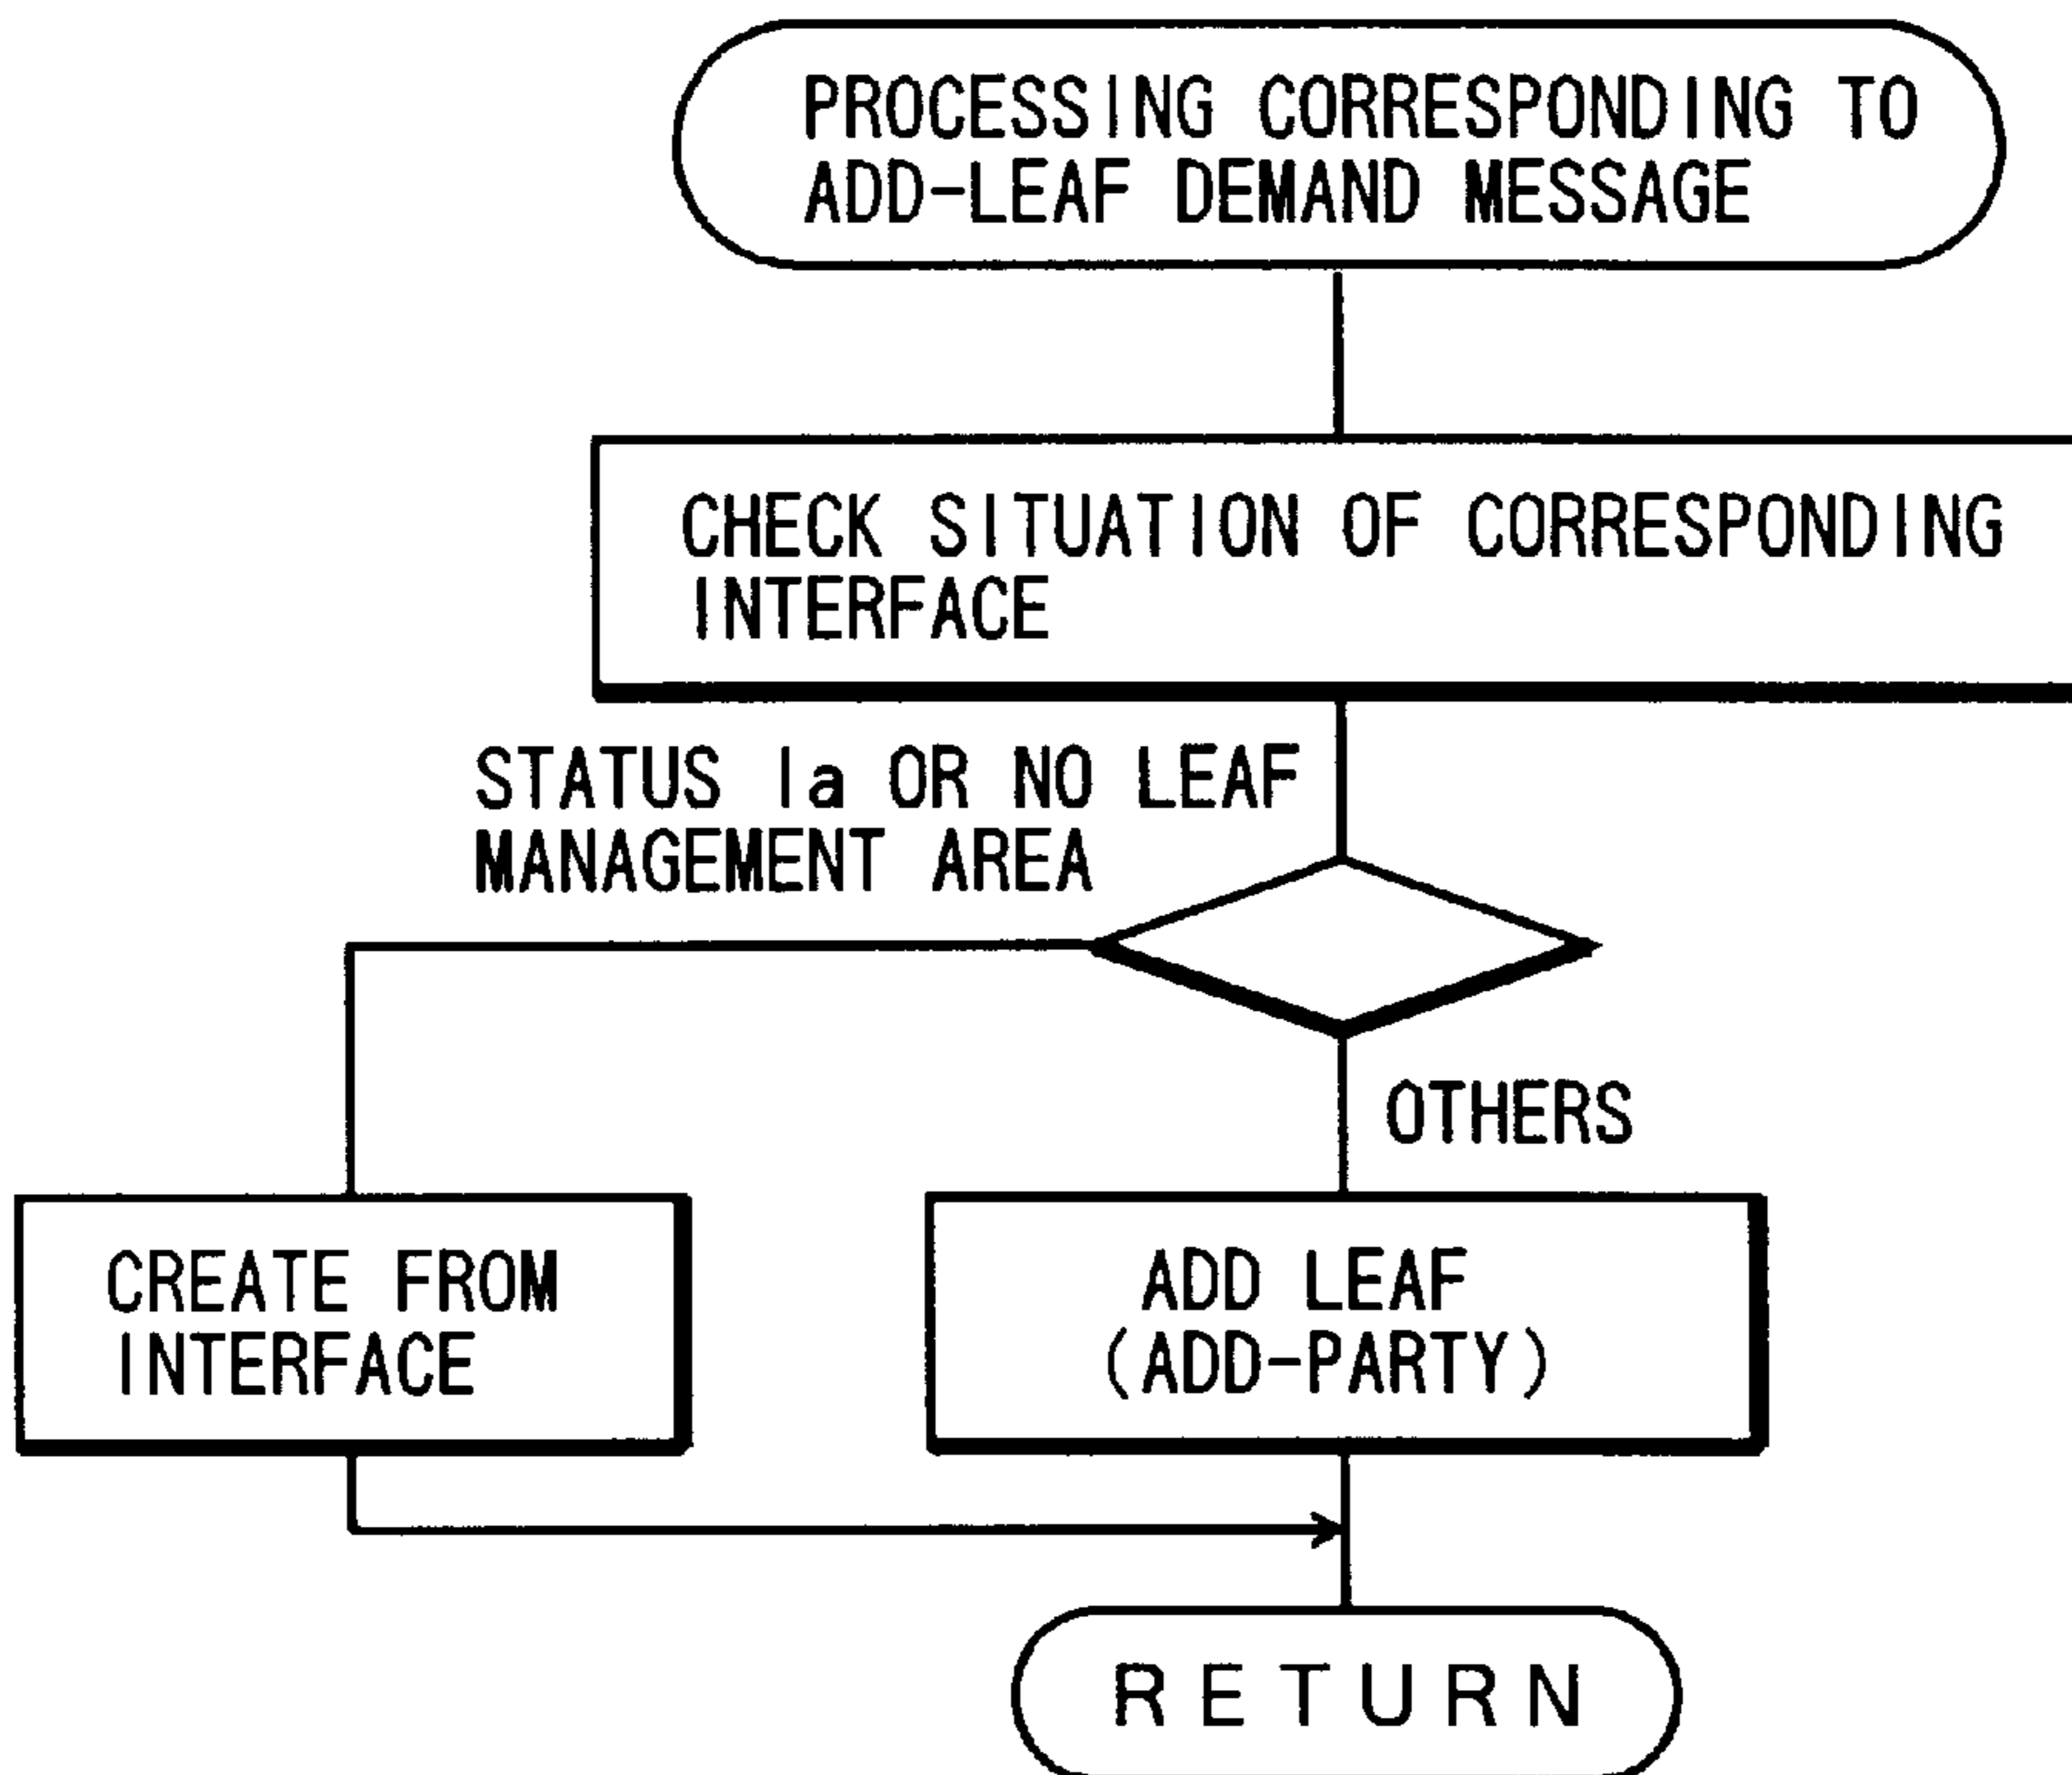 PROCESSING CORRESPONDING TO
ADD-LEAF DEMAND MESSAGE
CHECK SITUATION OF CORRESPONDING
INTERFACE
STATUS Ia OR NO LEAF
MANAGEMENT AREA
OTHERS
CREATE FROM
INTERFACE
ADD LEAF
(ADD-PARTY)
RETURN